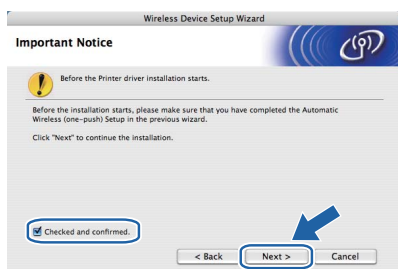 Wireless Device Setup Wizard
Important Notice
Before the Printer driver installation starts.
Before the installation starts, please make sure that you have completed the Automatic
Wireless (one-push) Setup in the previous wizard.
Click "Next" to continue the installation.
Checked and confirmed.
< Back Next > Cancel